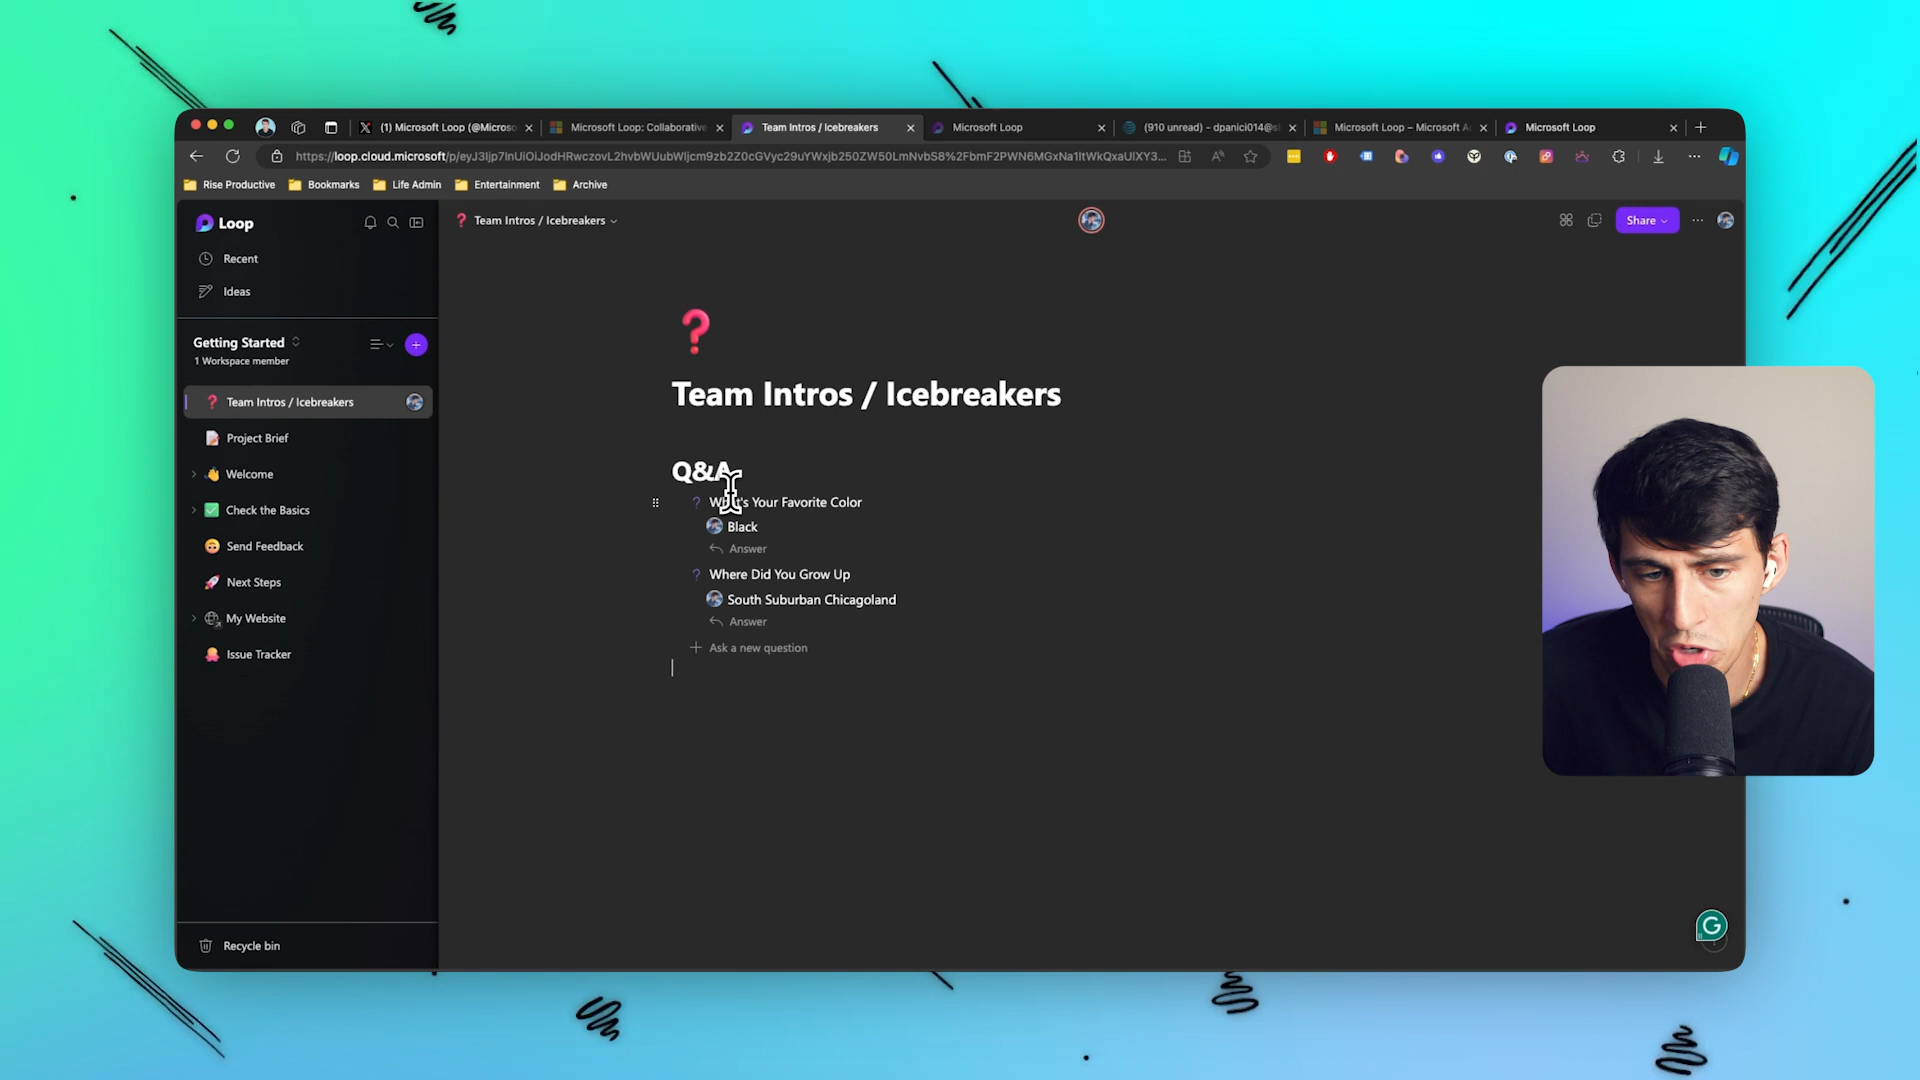 (1) Microsoft Loop (@Microso
Microsoft Loop: Collaborative
Team Intros / Icebreakers
Microsoft Loop
(910 unread) - dpanici014@s
Microsoft Loop – Microsoft A
Microsoft Loop
Rise Productive
Bookmarks
Life Admin
Entertainment
Archive
Loop
Team Intros / Icebreakers
Share
Recent
Ideas
Getting Started
1 Workspace member
Team Intros / Icebreakers
Project Brief
Welcome
Check the Basics
Send Feedback
Next Steps
My Website
Issue Tracker
Recycle bin
Team Intros / Icebreakers
Q&A
What's Your Favorite Color
Black
Answer
Where Did You Grow Up
South Suburban Chicagoland
Answer
Ask a new question